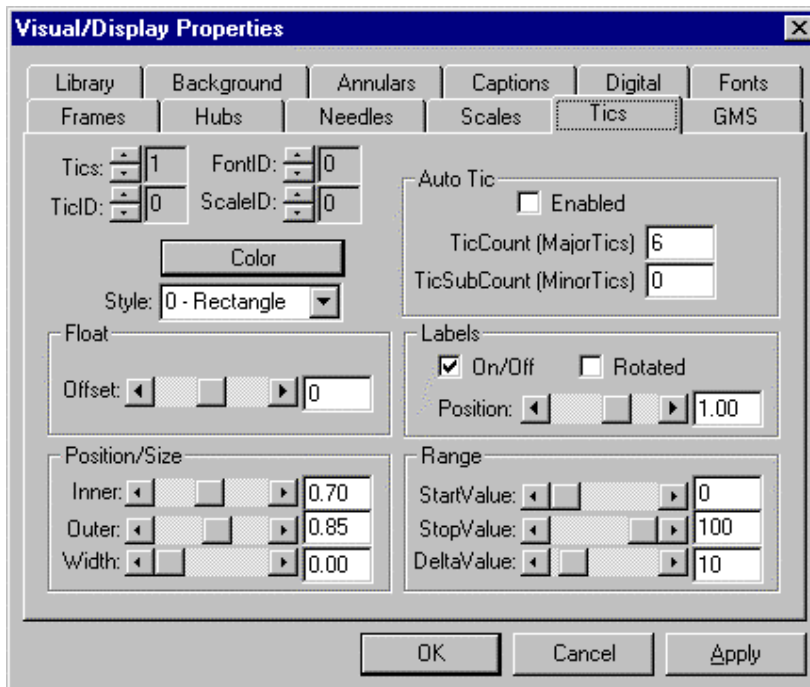 Visual/Display Properties
Library Background Annulars Captions Digital Fonts
Frames Hubs Needles Scales Tics GMS
Tics: 1 FontID: 0
TicID: 0 ScaleID: 0
Color
Style: 0 - Rectangle
Auto Tic
Enabled
TicCount (MajorTics) 6
TicSubCount (MinorTics) 0
Float
Offset: 0
Labels
On/Off Rotated
Position: 1.00
Position/Size
Inner: 0.70
Outer: 0.85
Width: 0.00
Range
StartValue: 0
StopValue: 100
DeltaValue: 10
OK Cancel Apply